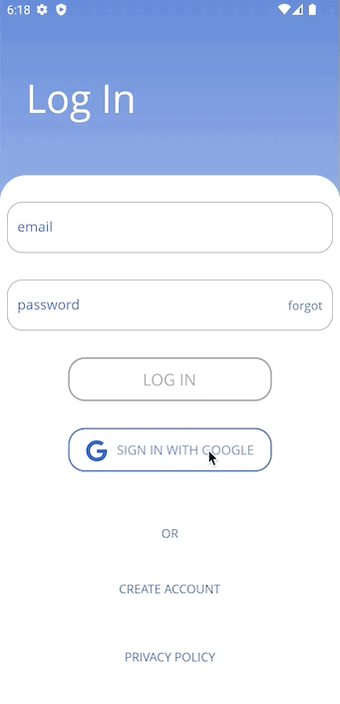 6:18
Log In
email
password
forgot
LOG IN
SIGN IN WITH GOOGLE
OR
CREATE ACCOUNT
PRIVACY POLICY